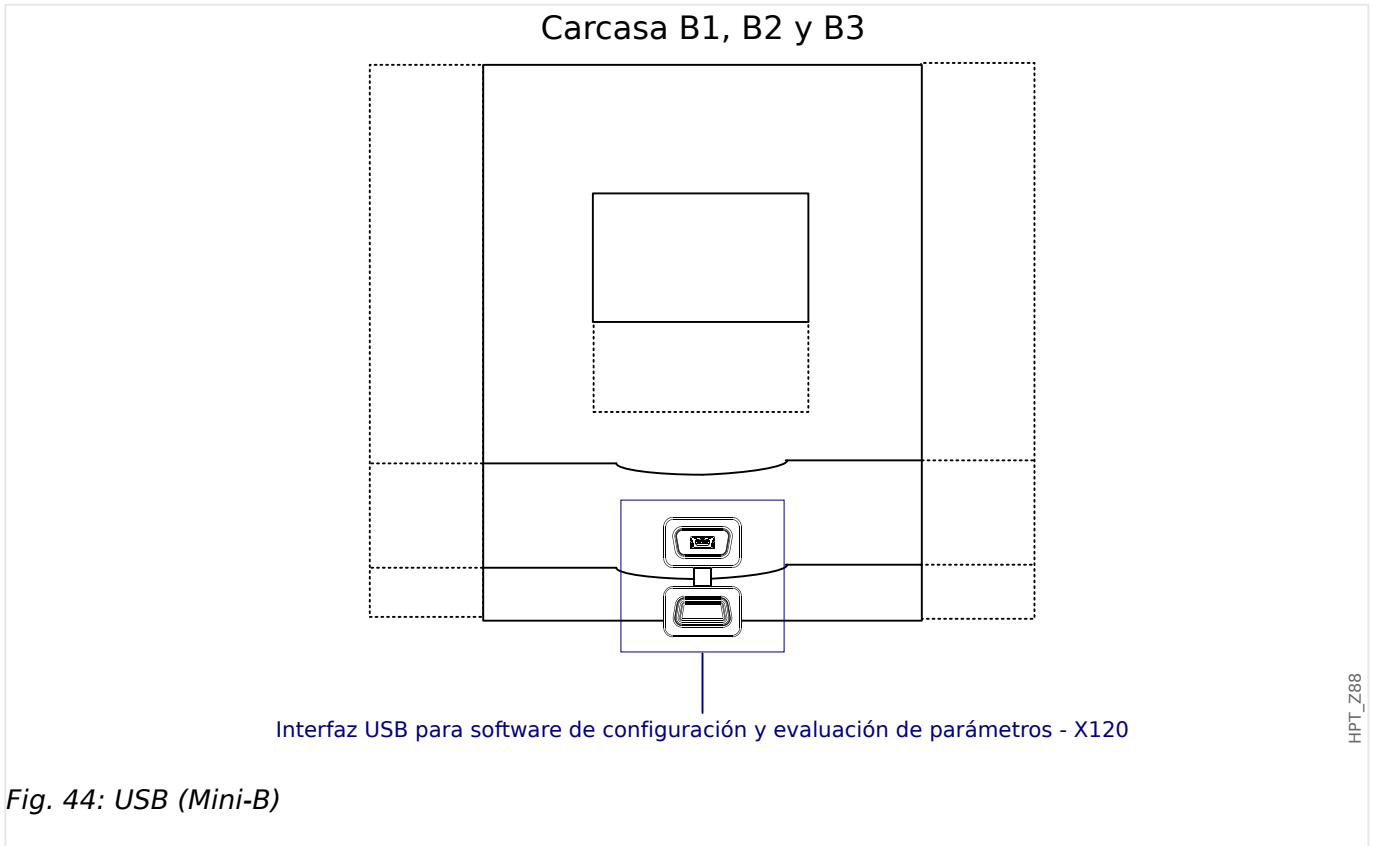 Carcasa B1, B2 y B3
Interfaz USB para software de configuración y evaluación de parámetros - X120
HPT_Z88
Fig. 44: USB (Mini-B)